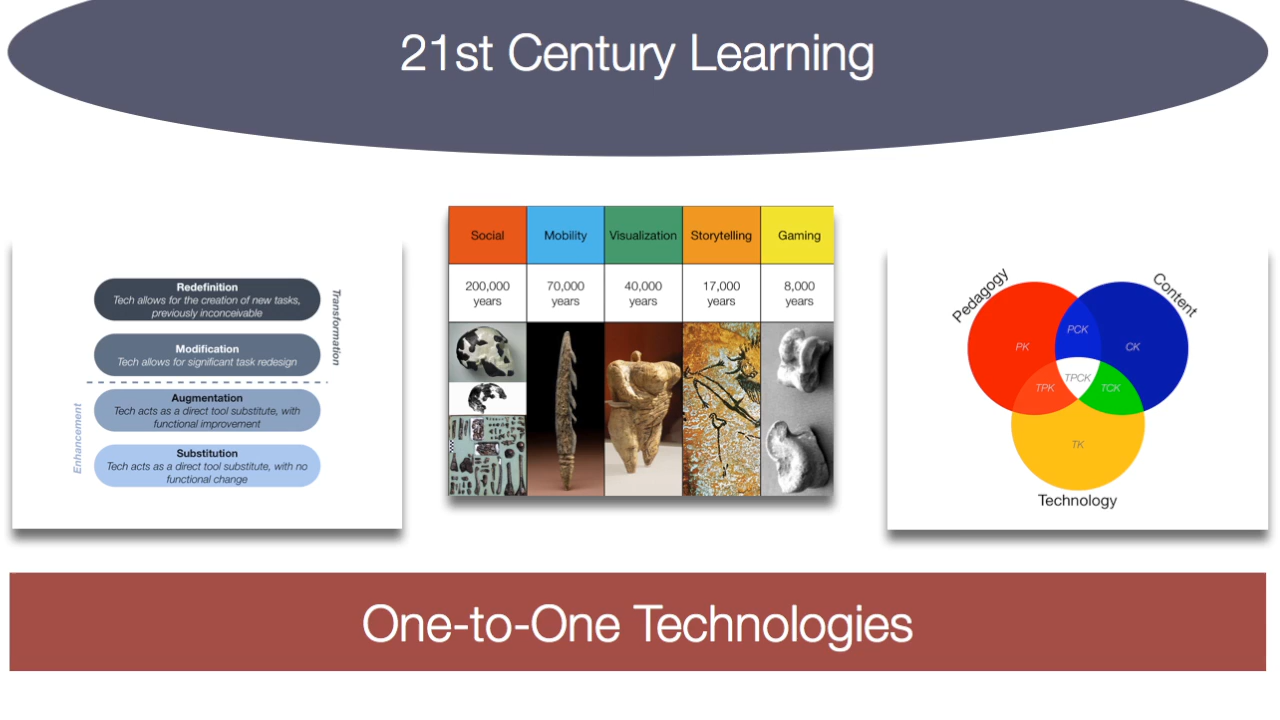 21st Century Learning
Redefinition
Tech allows for the creation of new tasks,
previously inconceivable
Modification
Tech allows for significant task redesign
Augmentation
Tech acts as a direct tool substitute, with
functional improvement
Substitution
Tech acts as a direct tool substitute, with no
functional change
Transformation
Enhancement
Social
Mobility
Visualization
Storytelling
Gaming
200,000
years
70,000
years
40,000
years
17,000
years
8,000
years
Pedagogy
Content
PK
PCK
CK
TPCK
TPK
TCK
TK
Technology
One-to-One Technologies